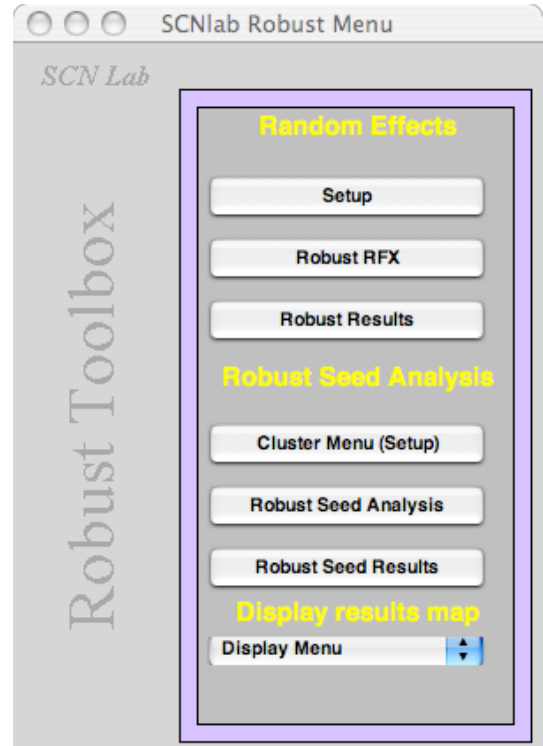 SCNlab Robust Menu
SCN Lab
Robust Toolbox
Random Effects
Setup
Robust RFX
Robust Results
Robust Seed Analysis
Cluster Menu (Setup)
Robust Seed Analysis
Robust Seed Results
Display results map
Display Menu